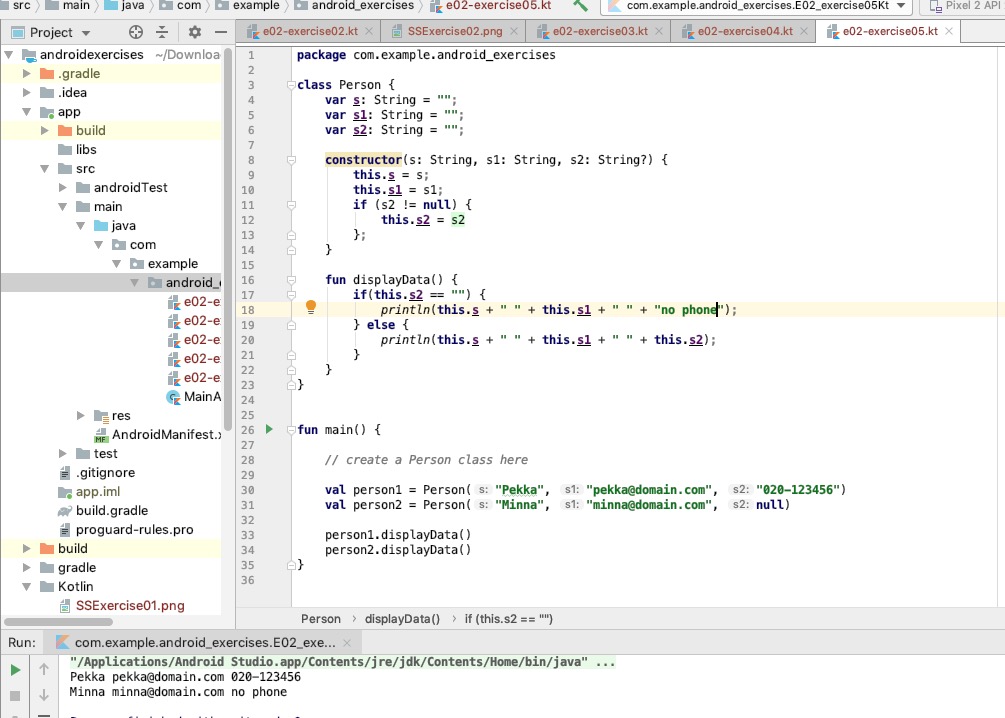 src main java com example android_exercises e02-exercise05.kt com.example.android_exercises.E02_exercise05Kt Pixel 2 API
Project e02-exercise02.kt SSExercise02.png e02-exercise03.kt e02-exercise04.kt e02-exercise05.kt
androidexercises ~/Downloa
.gradle
.idea
app
build
libs
src
androidTest
main
java
com
example
android_e
e02-e
e02-e
e02-e
e02-e
e02-e
MainA
res
AndroidManifest.x
test
.gitignore
app.iml
build.gradle
proguard-rules.pro
build
gradle
Kotlin
SSExercise01.png
1 package com.example.android_exercises
2
3 class Person {
4 var s: String = "";
5 var s1: String = "";
6 var s2: String = "";
7
8 constructor(s: String, s1: String, s2: String?) {
9 this.s = s;
10 this.s1 = s1;
11 if (s2 != null) {
12 this.s2 = s2
13 };
14 }
15
16 fun displayData() {
17 if(this.s2 == "") {
18 println(this.s + " " + this.s1 + " " + "no phone");
19 } else {
20 println(this.s + " " + this.s1 + " " + this.s2);
21 }
22 }
23 }
24
25
26 fun main() {
27
28 // create a Person class here
29
30 val person1 = Person( s: "Pekka", s1: "pekka@domain.com", s2: "020-123456")
31 val person2 = Person( s: "Minna", s1: "minna@domain.com", s2: null)
32
33 person1.displayData()
34 person2.displayData()
35 }
36
Person displayData() if (this.s2 == "")
Run: com.example.android_exercises.E02_exe...
"/Applications/Android Studio.app/Contents/jre/jdk/Contents/Home/bin/java" ...
Pekka pekka@domain.com 020-123456
Minna minna@domain.com no phone